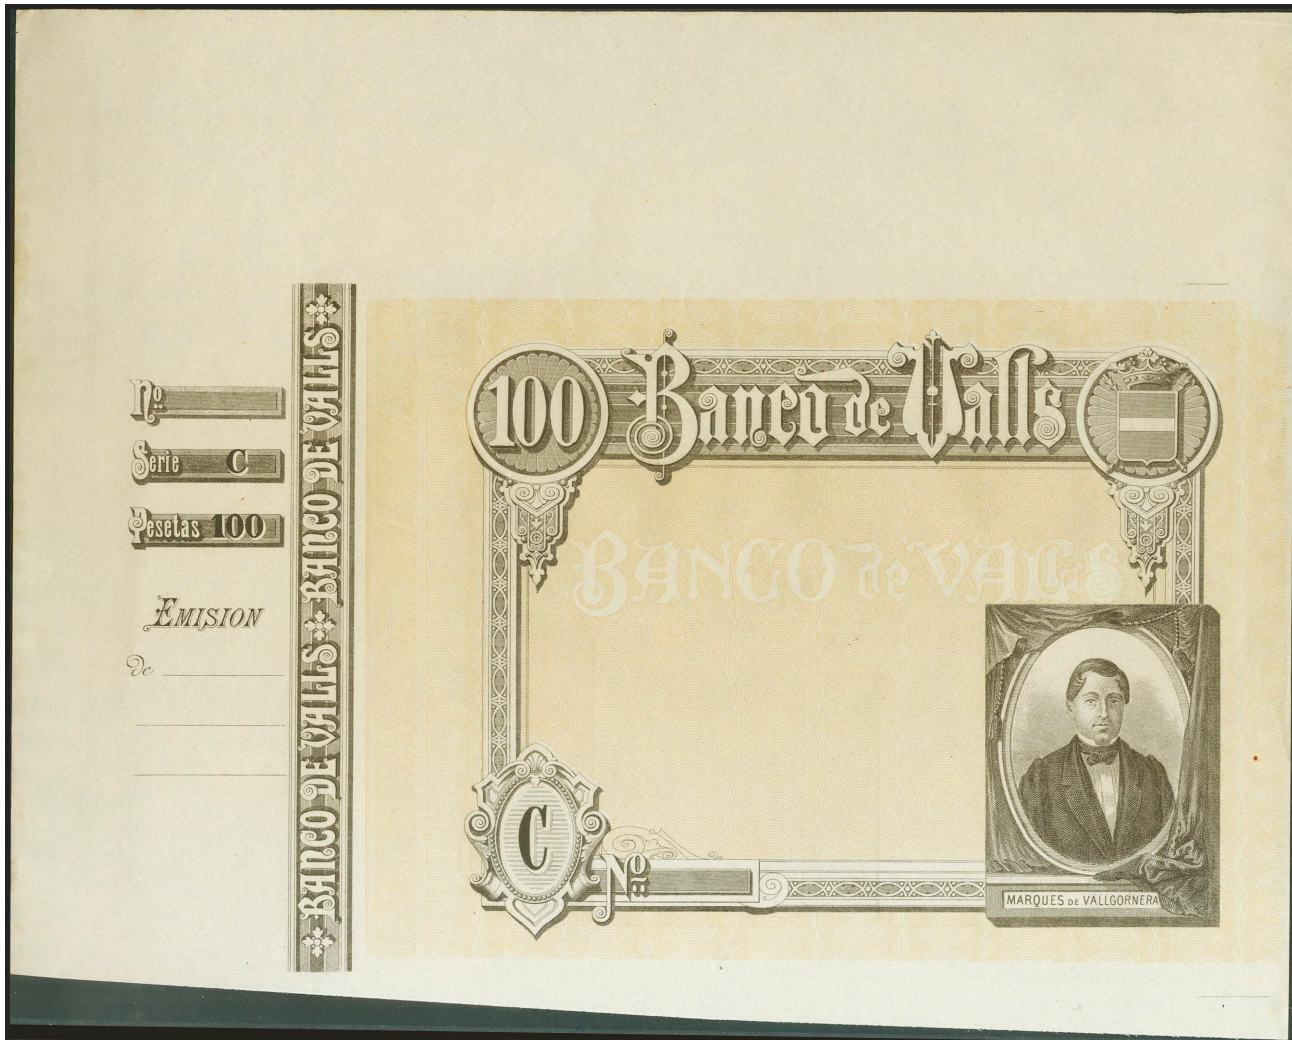 Nº
Serie C
Pesetas 100
EMISION
de
BANCO DE VALLS BANCO DE VALLS
100 Banco de Valls
BANCO de VALLS
C
Nº
MARQUES DE VALLGORNERA